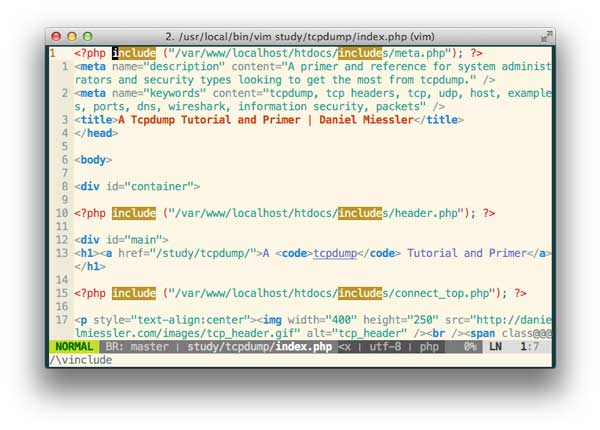 2. /usr/local/bin/vim study/tcpdump/index.php (vim)
1   <?php include ("/var/www/localhost/htdocs/includes/meta.php"); ?>
1 <meta name="description" content="A primer and reference for system administ
rators and security types looking to get the most from tcpdump." />
2 <meta name="keywords" content="tcpdump, tcp headers, tcp, udp, host, example
s, ports, dns, wireshark, information security, packets" />
3 <title>A Tcpdump Tutorial and Primer | Daniel Miessler</title>
4 </head>
5
6 <body>
7
8 <div id="container">
9
10 <?php include ("/var/www/localhost/htdocs/includes/header.php"); ?>
11
12 <div id="main">
13 <h1><a href="/study/tcpdump/">A <code>tcpdump</code> Tutorial and Primer</a>
</h1>
14
15 <?php include ("/var/www/localhost/htdocs/includes/connect_top.php"); ?>
16
17 <p style="text-align:center"><img width="400" height="250" src="http://danie
lmiessler.com/images/tcp_header.gif" alt="tcp_header" /><br /><span class@@@
NORMAL BR: master | study/tcpdump/index.php <x | utf-8 | php 0% LN 1:7
/\vinclude